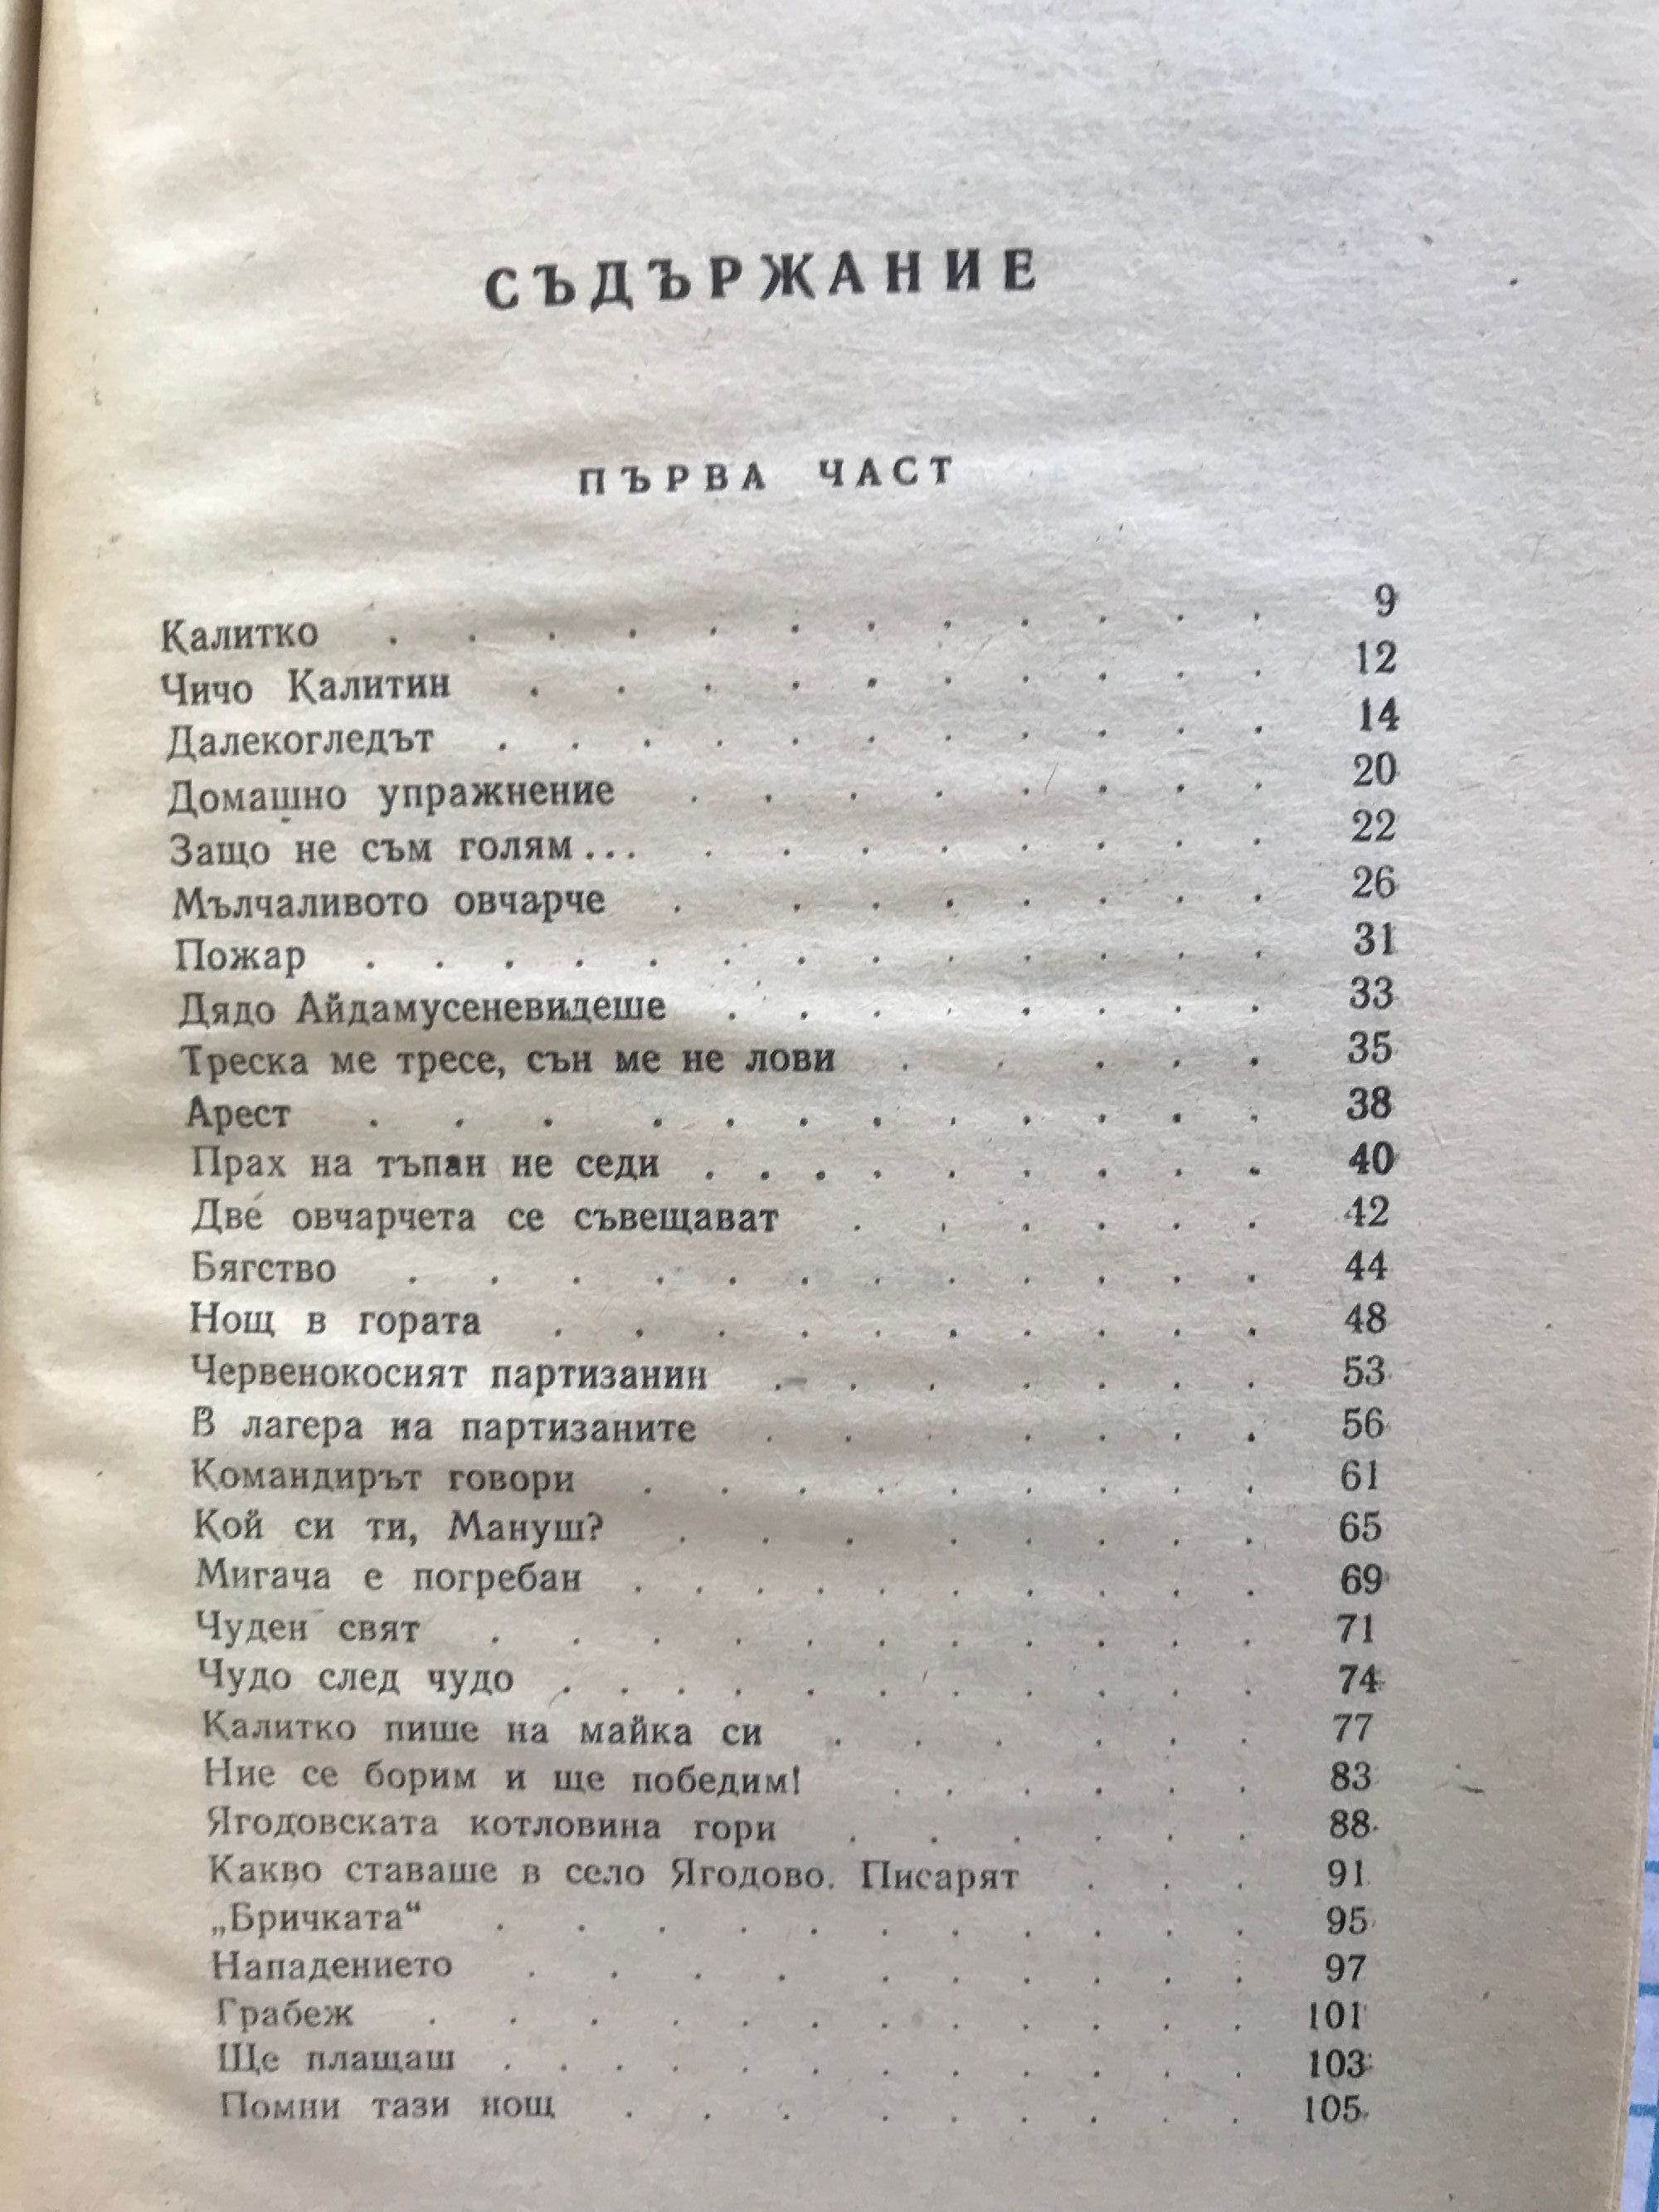 СЪДЪРЖАНИЕ
ПЪРВА ЧАСТ
Калитко . . . . . . . . . . . . 9
Чичо Калитин . . . . . . . . . . 12
Далекогледът . . . . . . . . . . . 14
Домашно упражнение . . . . . . . . 20
Защо не съм голям... . . . . . . . . 22
Мълчаливото овчарче . . . . . . . . 26
Пожар . . . . . . . . . . . . . 31
Дядо Айдамусеневидеше . . . . . . . 33
Треска ме тресе, сън ме не лови . . . . . 35
Арест . . . . . . . . . . . . 38
Прах на тъпан не седи . . . . . . . . . 40
Две овчарчета се съвещават . . . . . . 42
Бягство . . . . . . . . . . . . 44
Нощ в гората . . . . . . . . . . 48
Червенокосият партизанин . . . . . . . 53
В лагера на партизаните . . . . . . . 56
Командирът говори . . . . . . . . . 61
Кой си ти, Мануш? . . . . . . . . 65
Мигача е погребан . . . . . . . . . . 69
Чуден свят . . . . . . . . . . . 71
Чудо след чудо . . . . . . . . . . . 74
Калитко пише на майка си . . . . . . 77
Ние се борим и ще победим! . . . . . . 83
Ягодовската котловина гори . . . . . . 88
Какво ставаше в село Ягодово. Писарят . . . 91
„Бричката“ . . . . . . . . . . . 95
Нападението . . . . . . . . . . 97
Грабеж . . . . . . . . . . . . 101
Ще плащаш . . . . . . . . . . . 103
Помни тази нощ . . . . . . . . . 105